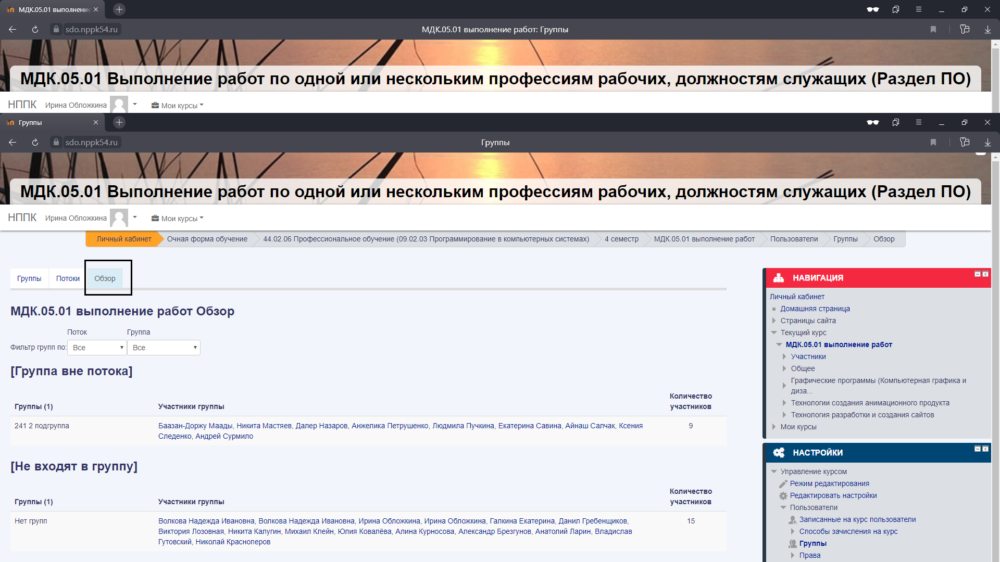 МДК.05.01 выполнение
sdo.nppk54.ru
МДК.05.01 выполнение работ: Группы
МДК.05.01 Выполнение работ по одной или нескольким профессиям рабочих, должностям служащих (Раздел ПО)
НППК Ирина Обложкина Мои курсы
Группы
sdo.nppk54.ru
Группы
МДК.05.01 Выполнение работ по одной или нескольким профессиям рабочих, должностям служащих (Раздел ПО)
НППК Ирина Обложкина Мои курсы
Личный кабинет Очная форма обучение 44.02.06 Профессиональное обучение (09.02.03 Программирование в компьютерных системах) 4 семестр МДК.05.01 выполнение работ Пользователи Группы Обзор
Группы Потоки Обзор
МДК.05.01 выполнение работ Обзор
Поток Группа
Фильтр групп по: Все Все
[Группа вне потока]
Группы (1) Участники группы Количество участников
241 2 подгруппа
Баазан-Доржу Маады, Никита Мастяев, Далер Назаров, Анжелика Петрушенко, Людмила Пучкина, Екатерина Савина, Айнаш Салчак, Ксения
Следенко, Андрей Сурмило
9
[Не входят в группу]
Группы (1) Участники группы Количество участников
Нет групп
Волкова Надежда Ивановна, Волкова Надежда Ивановна, Ирина Обложкина, Ирина Обложкина, Галкина Екатерина, Данил Гребенщиков,
Виктория Лозовная, Никита Калугин, Михаил Клейн, Юлия Ковалёва, Алина Курносова, Александр Брезгунов, Анатолий Ларин, Владислав
Гутовский, Николай Красноперов
15
НАВИГАЦИЯ
Личный кабинет
Домашняя страница
Страницы сайта
Текущий курс
МДК.05.01 выполнение работ
Участники
Общее
Графические программы (Компьютерная графика и
диза...
Технологии создания анимационного продукта
Технология разработки и создания сайтов
Мои курсы
НАСТРОЙКИ
Управление курсом
Режим редактирования
Редактировать настройки
Пользователи
Записанные на курс пользователи
Способы зачисления на курс
Группы
Права